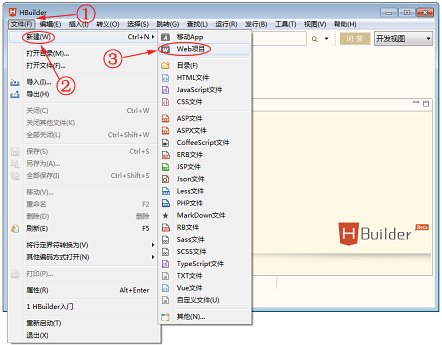 HBuilder
文件(F) 编辑(E) 插入(I) 转义(O) 选择(S) 跳转(G) 查找(L) 运行(R) 发行(B) 工具(T) 视图(V) 帮助(H)
①
问答
开发视图
新建(W) Ctrl+N
②
打开目录(M)...
打开文件(F)...
导入(I)...
导出(H)
关闭(C) Ctrl+W
关闭其他文件(K)
全部关闭(L) Ctrl+Shift+W
保存(S) Ctrl+S
另存为(A)...
全部保存(I) Ctrl+Shift+S
移动(V)...
重命名 F2
删除(D) 删除
刷新(E) F5
将行定界符转换为(V)
其他编码方式打开(N)
打印(P)...
属性(R) Alt+Enter
1 HBuilder入门
重新启动(T)
退出(X)
移动App
③
Web项目
目录(F)
HTML文件
JavaScript文件
CSS文件
ASP文件
ASPX文件
CoffeeScript文件
ERB文件
JSP文件
Json文件
Less文件
PHP文件
MarkDown文件
RB文件
Sass文件
SCSS文件
TypeScript文件
TXT文件
Vue文件
自定义文件(U)
其他(N)...
H Builder Beta